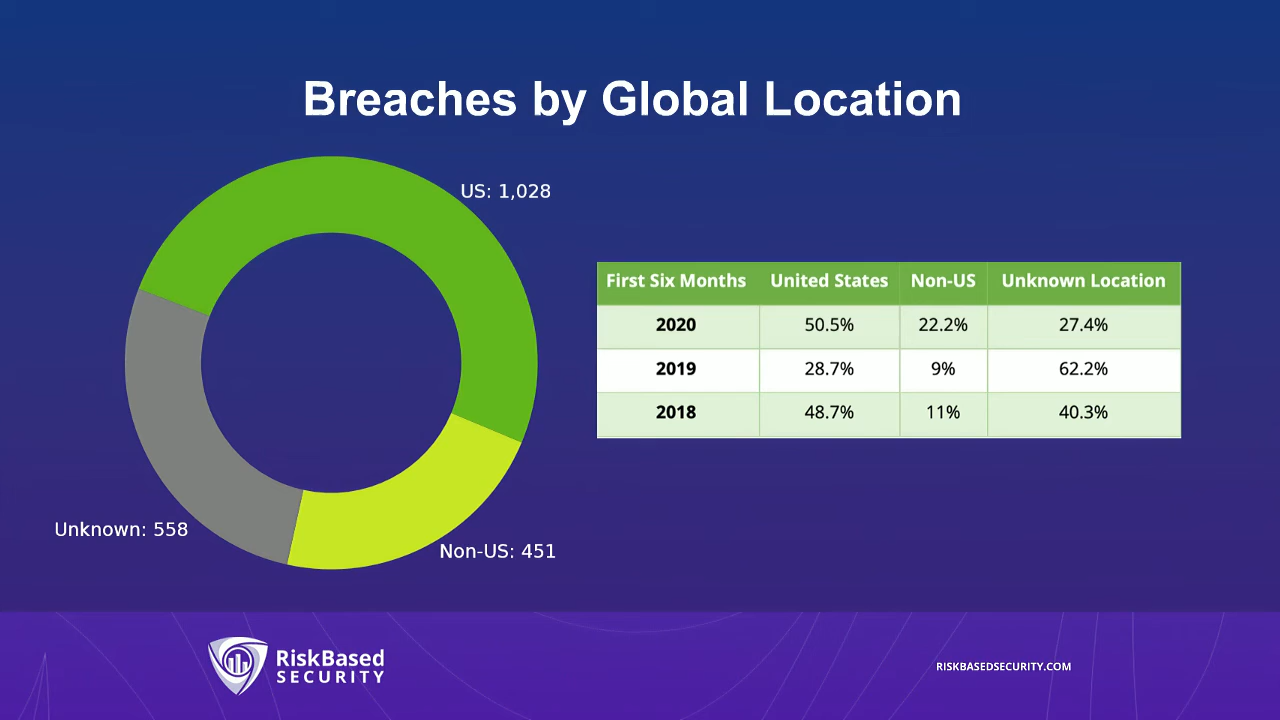 Breaches by Global Location
US: 1,028
Unknown: 558
Non-US: 451
First Six Months United States Non-US Unknown Location
2020 50.5% 22.2% 27.4%
2019 28.7% 9% 62.2%
2018 48.7% 11% 40.3%
RiskBased
SECURITY
RISKBASEDSECURITY.COM